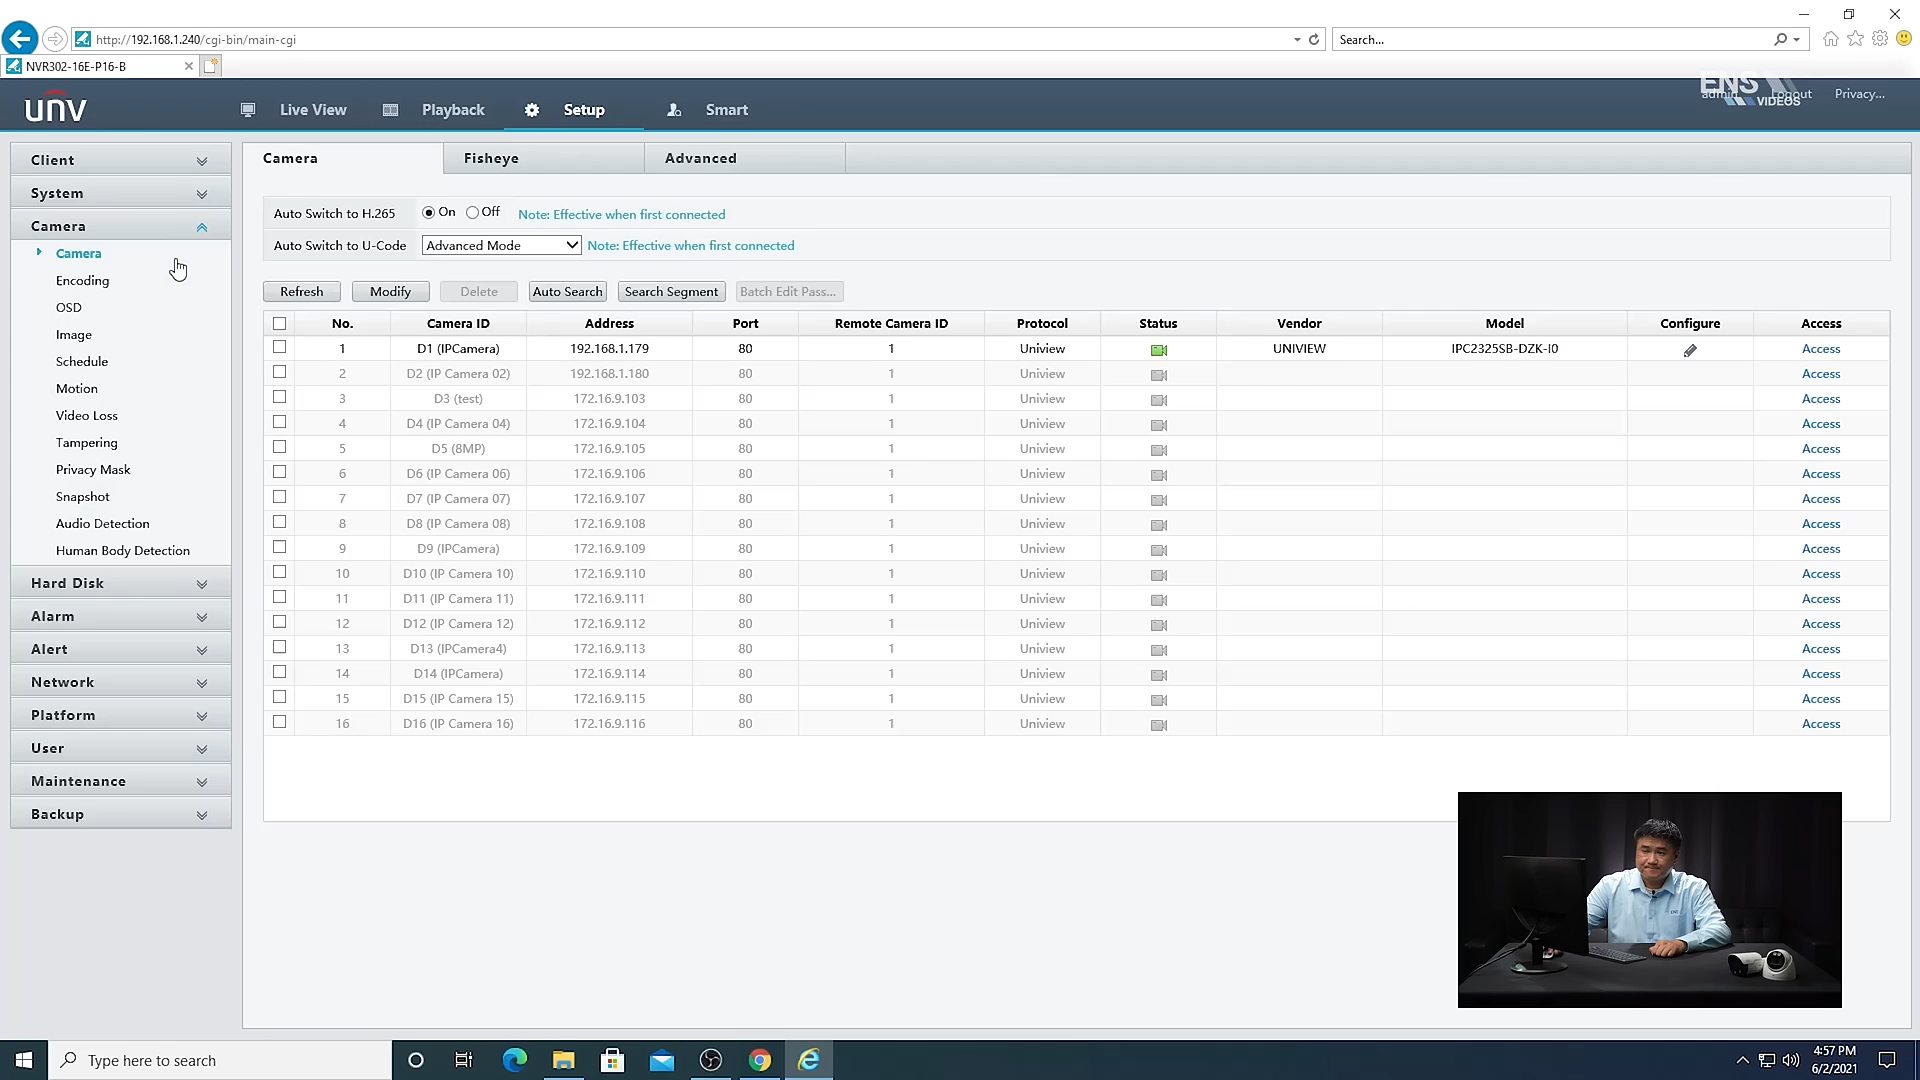 http://192.168.1.240/cgi-bin/main-cgi
Search...
NVR302-16E-P16-B
unv
Live View
Playback
Setup
Smart
ENS
VIDEOS
admin
Logout
Privacy...
Client
System
Camera
Camera
Encoding
OSD
Image
Schedule
Motion
Video Loss
Tampering
Privacy Mask
Snapshot
Audio Detection
Human Body Detection
Hard Disk
Alarm
Alert
Network
Platform
User
Maintenance
Backup
Camera
Fisheye
Advanced
Auto Switch to H.265 On Off Note: Effective when first connected
Auto Switch to U-Code Advanced Mode Note: Effective when first connected
Refresh Modify Delete Auto Search Search Segment Batch Edit Pass...
No. Camera ID Address Port Remote Camera ID Protocol Status Vendor Model Configure Access
1 D1 (IPCamera) 192.168.1.179 80 1 Uniview UNIVIEW IPC2325SB-DZK-I0 Access
2 D2 (IP Camera 02) 192.168.1.180 80 1 Uniview Access
3 D3 (test) 172.16.9.103 80 1 Uniview Access
4 D4 (IP Camera 04) 172.16.9.104 80 1 Uniview Access
5 D5 (8MP) 172.16.9.105 80 1 Uniview Access
6 D6 (IP Camera 06) 172.16.9.106 80 1 Uniview Access
7 D7 (IP Camera 07) 172.16.9.107 80 1 Uniview Access
8 D8 (IP Camera 08) 172.16.9.108 80 1 Uniview Access
9 D9 (IPCamera) 172.16.9.109 80 1 Uniview Access
10 D10 (IP Camera 10) 172.16.9.110 80 1 Uniview Access
11 D11 (IP Camera 11) 172.16.9.111 80 1 Uniview Access
12 D12 (IP Camera 12) 172.16.9.112 80 1 Uniview Access
13 D13 (IPCamera4) 172.16.9.113 80 1 Uniview Access
14 D14 (IPCamera) 172.16.9.114 80 1 Uniview Access
15 D15 (IP Camera 15) 172.16.9.115 80 1 Uniview Access
16 D16 (IP Camera 16) 172.16.9.116 80 1 Uniview Access
Type here to search
4:57 PM
6/2/2021